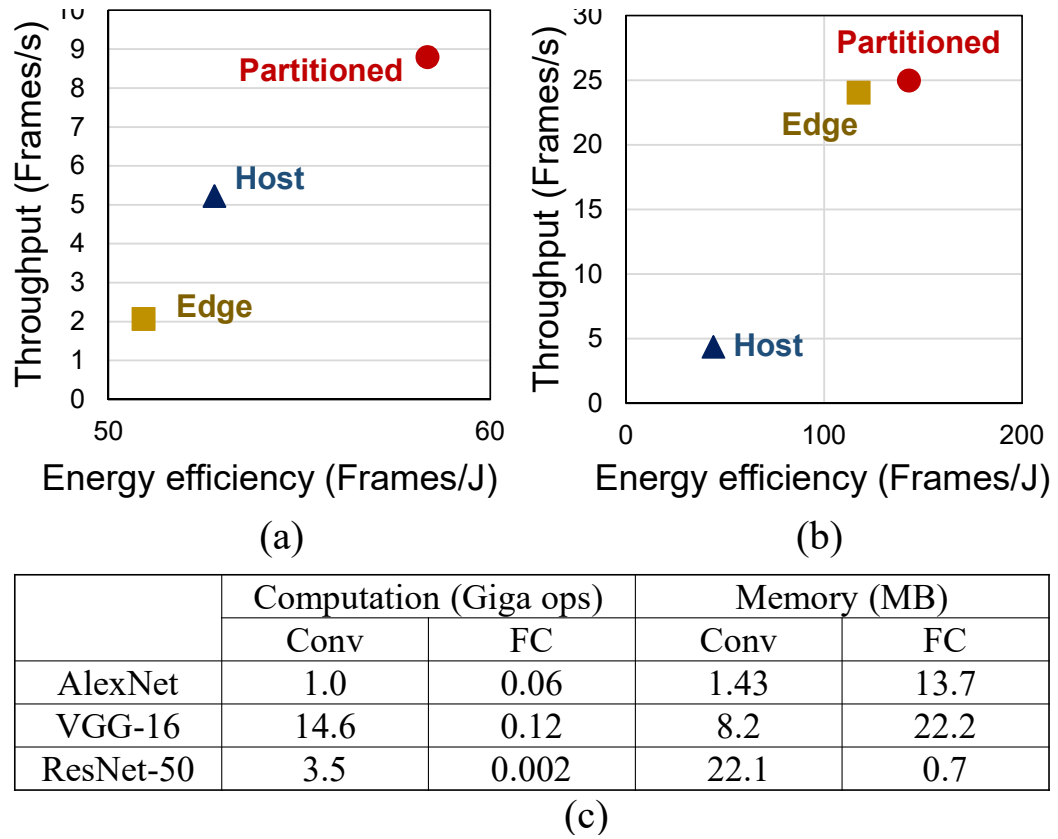 Throughput (Frames/s)
10
9
8
7
6
5
4
3
2
1
0
Partitioned
Host
Edge
50 60
Energy efficiency (Frames/J)
(a)
Throughput (Frames/s)
30
25
20
15
10
5
0
Partitioned
Edge
Host
0 100 200
Energy efficiency (Frames/J)
(b)
Computation (Giga ops) Memory (MB)
Conv FC Conv FC
AlexNet 1.0 0.06 1.43 13.7
VGG-16 14.6 0.12 8.2 22.2
ResNet-50 3.5 0.002 22.1 0.7
(c)